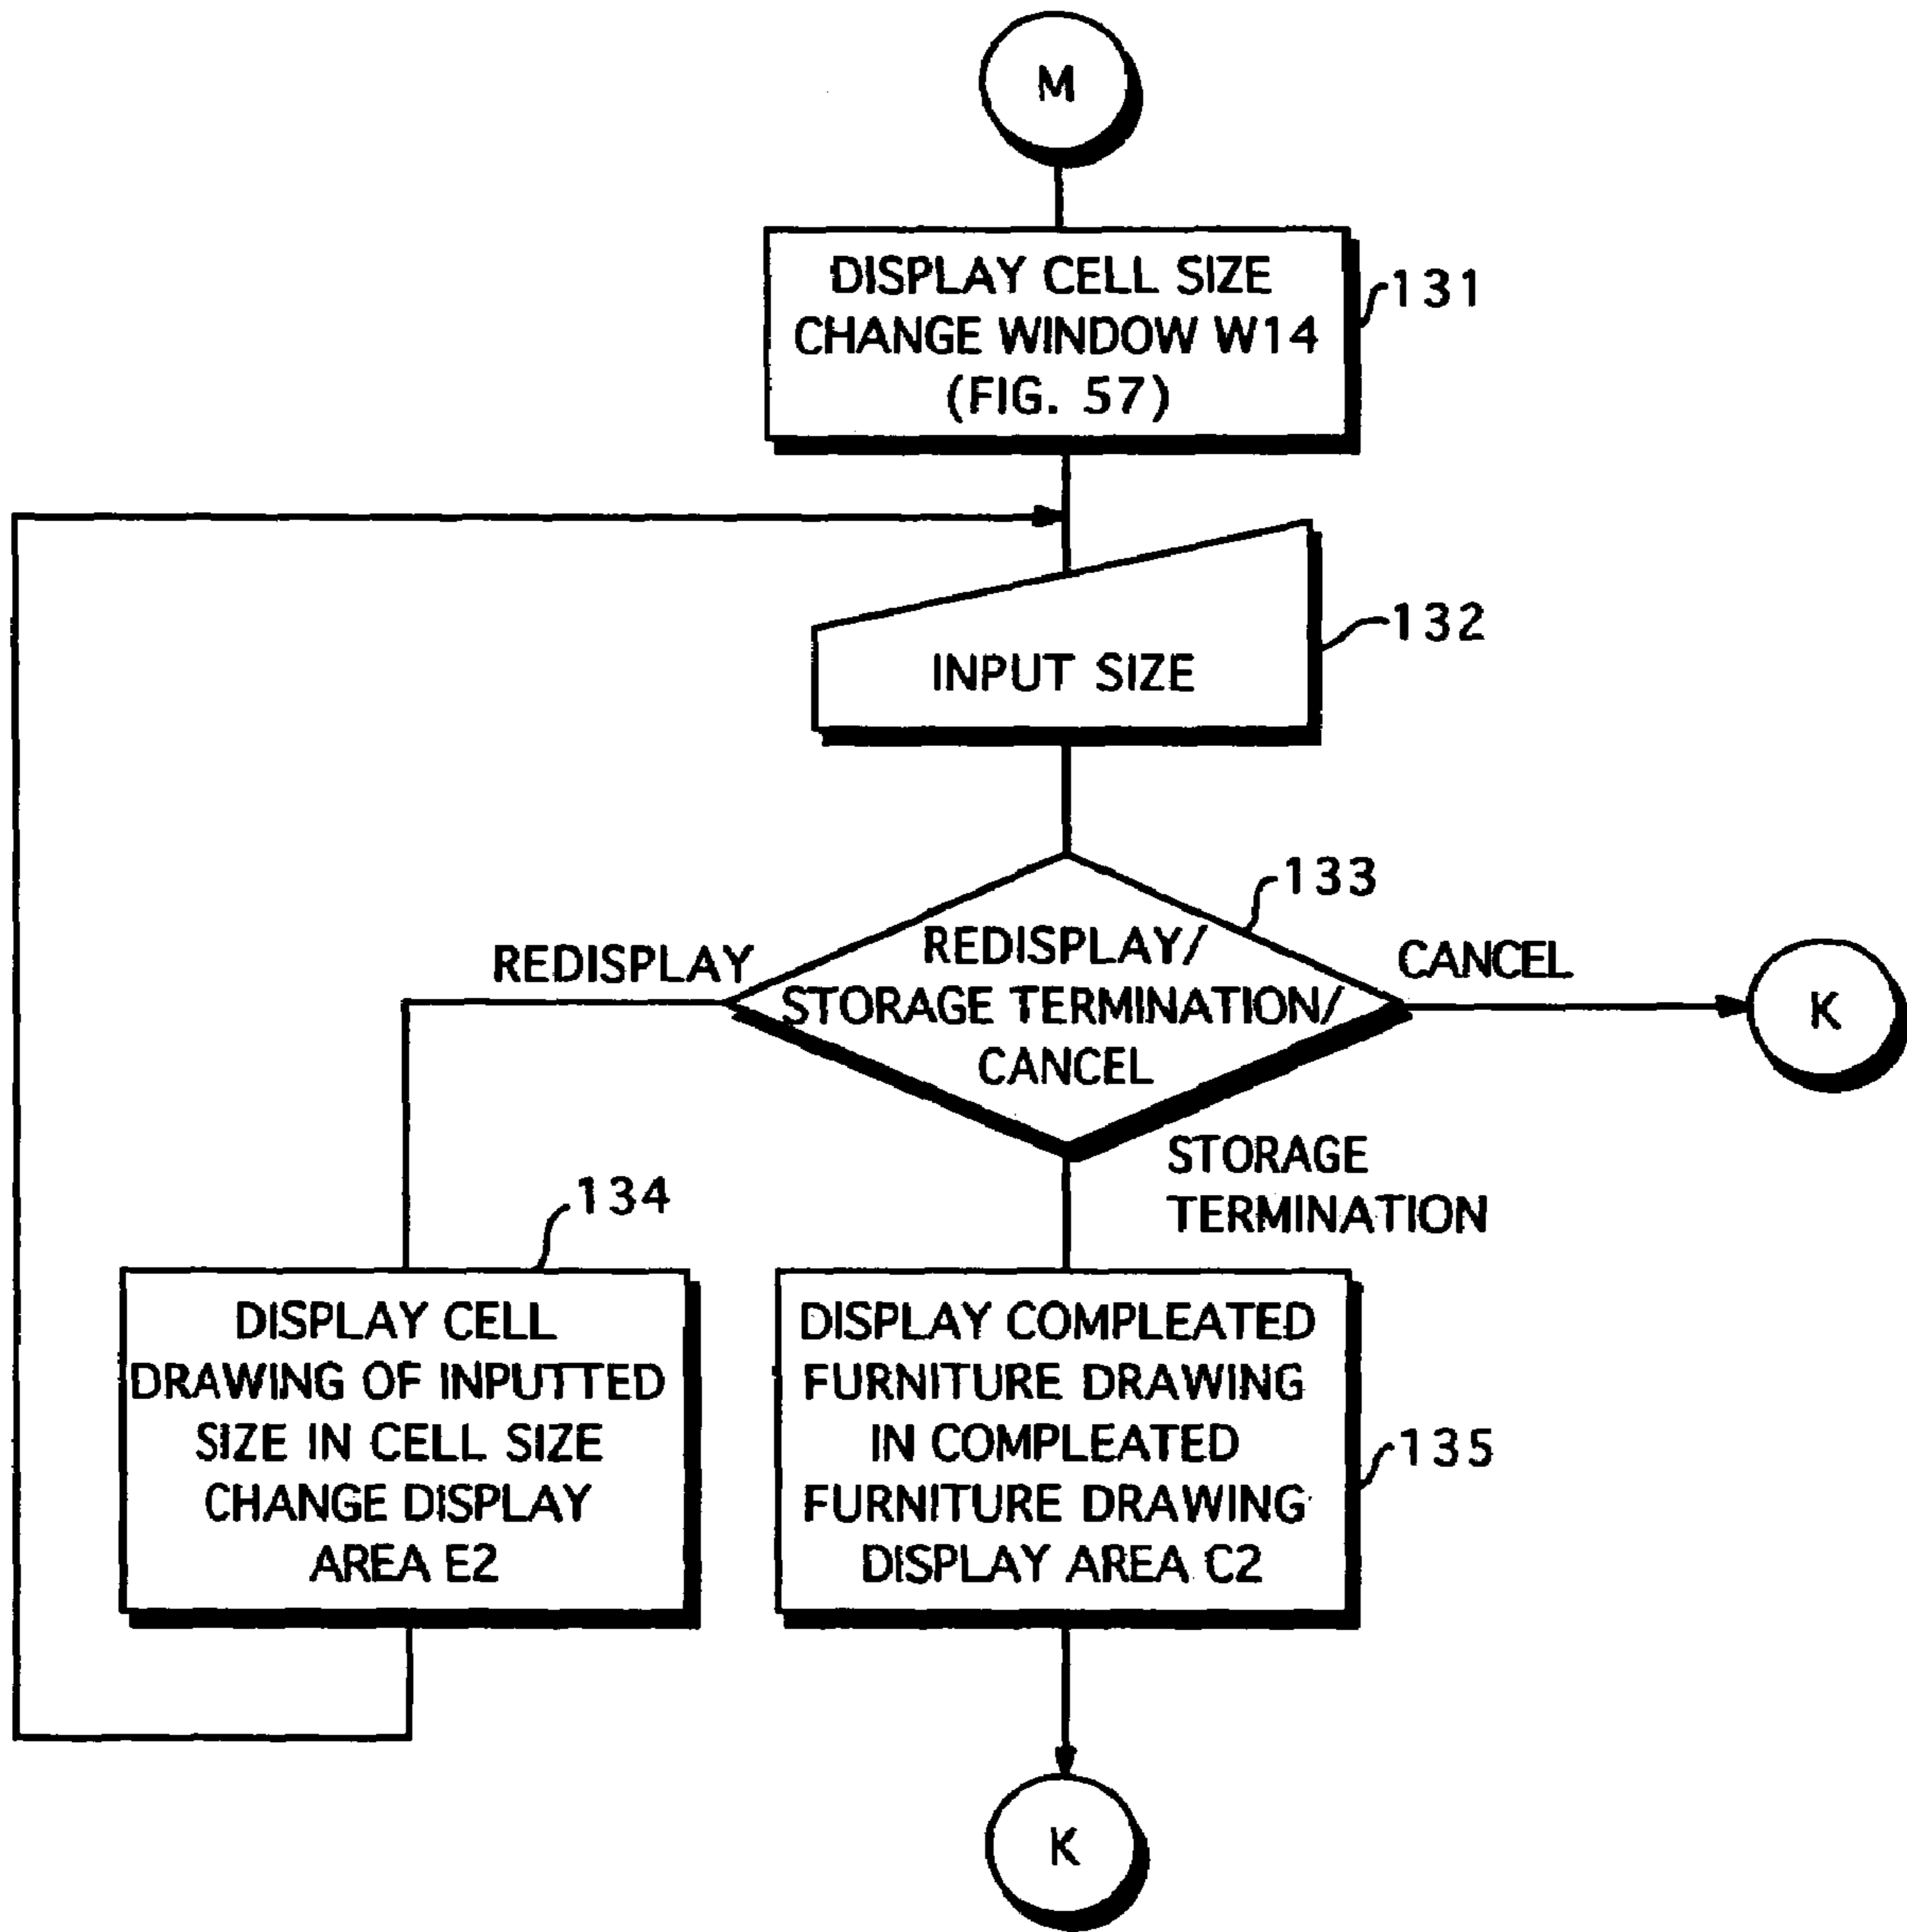 M
DISPLAY CELL SIZE
CHANGE WINDOW W14
(FIG. 57)
131
INPUT SIZE
132
133
REDISPLAY
REDISPLAY/
STORAGE TERMINATION/
CANCEL
CANCEL
K
STORAGE
TERMINATION
134
DISPLAY CELL
DRAWING OF INPUTTED
SIZE IN CELL SIZE
CHANGE DISPLAY
AREA E2
DISPLAY COMPLEATED
FURNITURE DRAWING
IN COMPLEATED
FURNITURE DRAWING
DISPLAY AREA C2
135
K